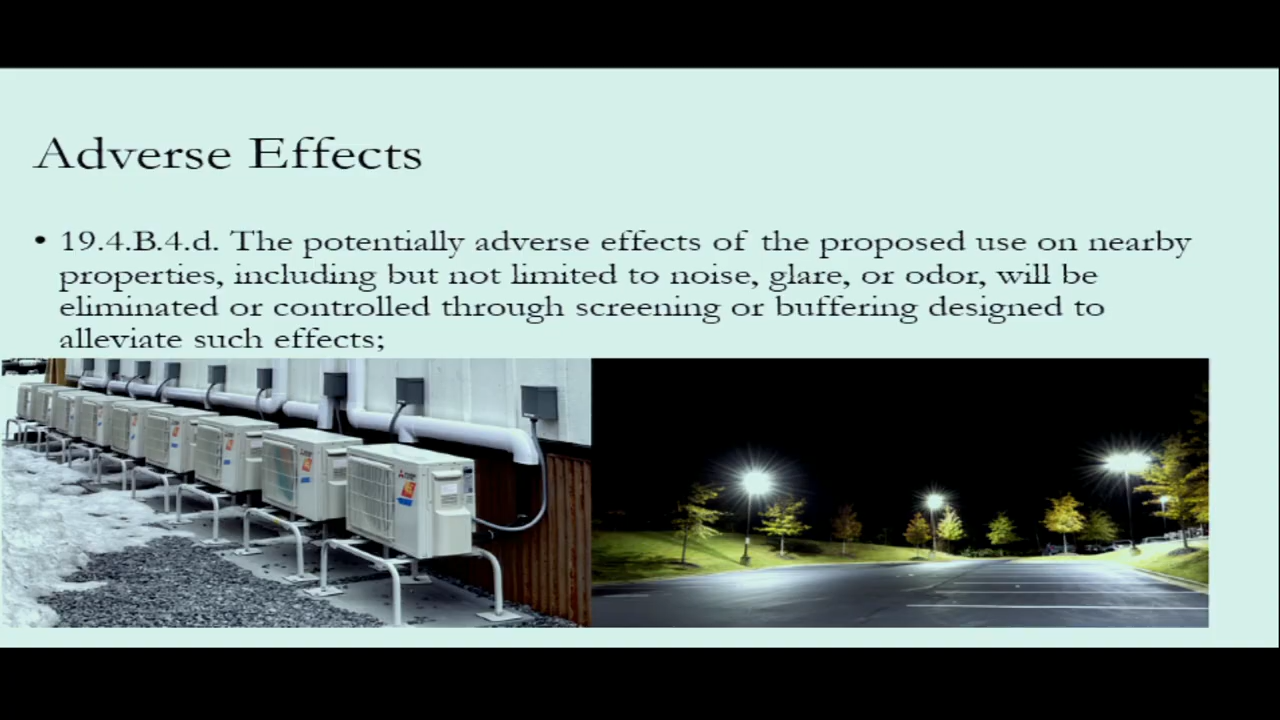 Adverse Effects
• 19.4.B.4.d. The potentially adverse effects of the proposed use on nearby
properties, including but not limited to noise, glare, or odor, will be
eliminated or controlled through screening or buffering designed to
alleviate such effects;